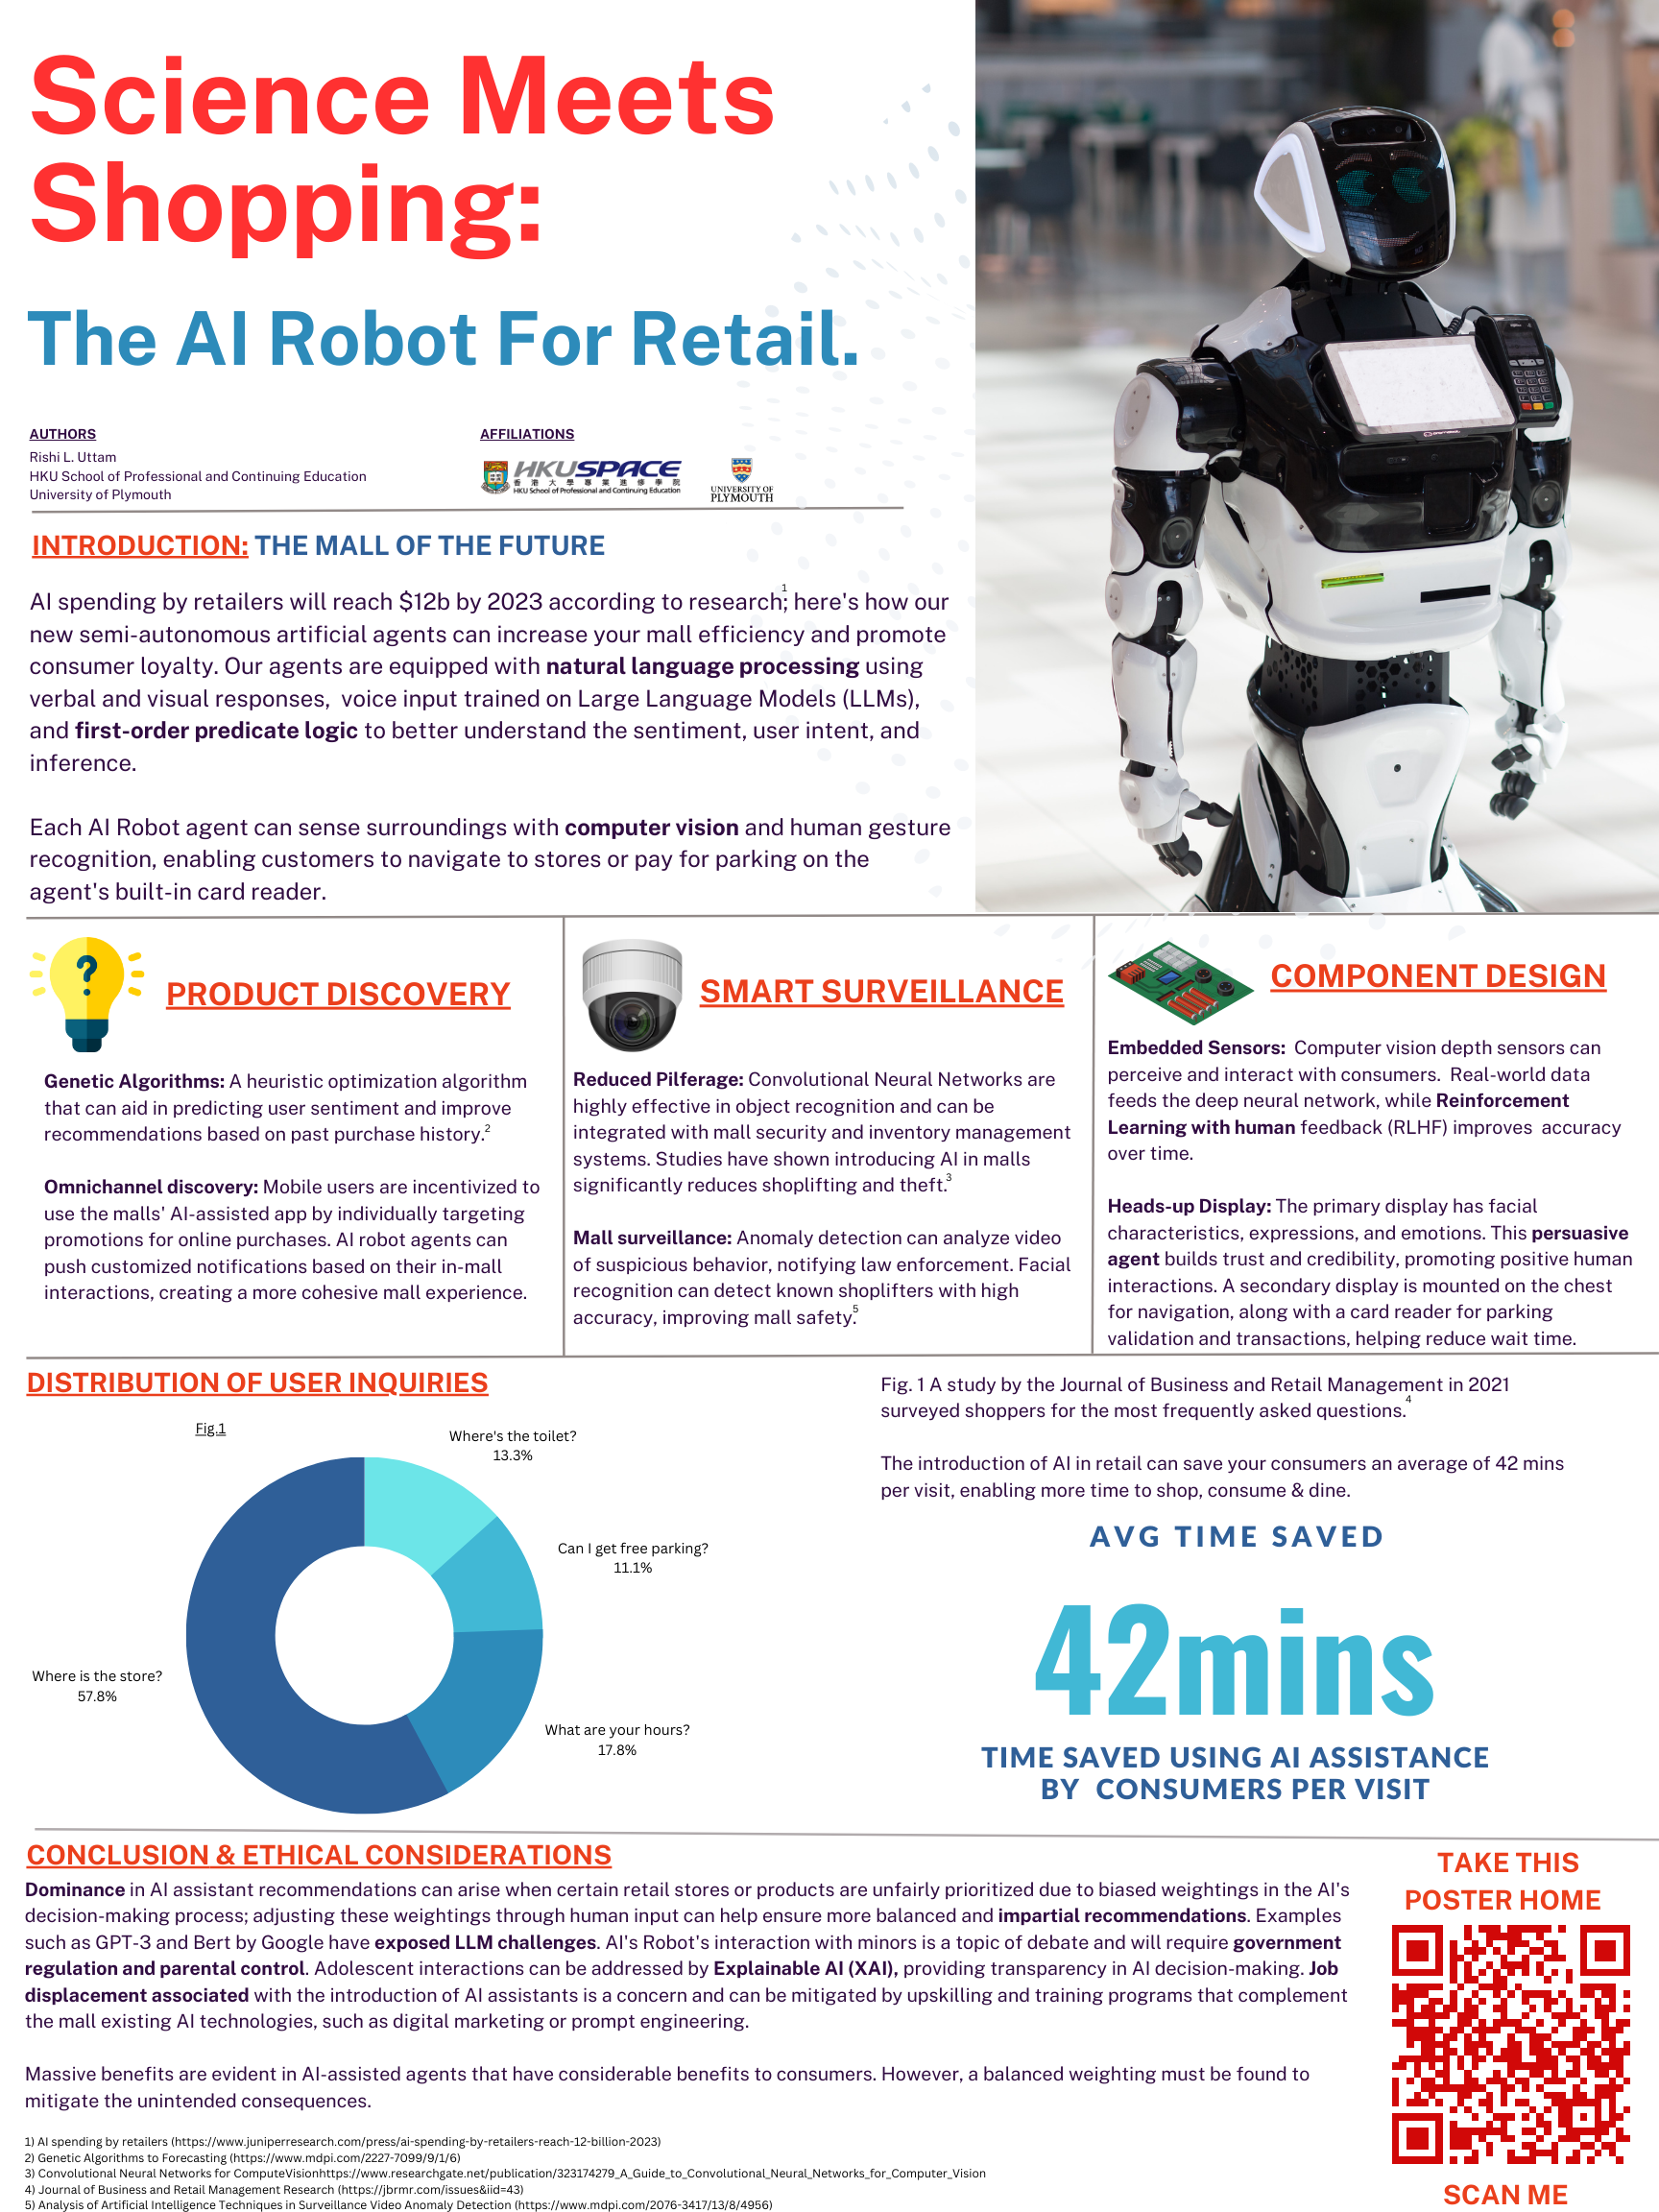 Science Meets
Shopping:
The AI Robot For Retail.
AUTHORS
Rishi L. Uttam
HKU School of Professional and Continuing Education
University of Plymouth
AFFILIATIONS
HKUSPACE
香港大學專業進修學院
HKU School of Professional and Continuing Education
UNIVERSITY OF
PLYMOUTH
INTRODUCTION: THE MALL OF THE FUTURE
AI spending by retailers will reach $12b by 2023 according to research;1 here's how our
new semi-autonomous artificial agents can increase your mall efficiency and promote
consumer loyalty. Our agents are equipped with natural language processing using
verbal and visual responses,  voice input trained on Large Language Models (LLMs),
and first-order predicate logic to better understand the sentiment, user intent, and
inference.
Each AI Robot agent can sense surroundings with computer vision and human gesture
recognition, enabling customers to navigate to stores or pay for parking on the
agent's built-in card reader.
PRODUCT DISCOVERY
Genetic Algorithms: A heuristic optimization algorithm
that can aid in predicting user sentiment and improve
recommendations based on past purchase history.2
Omnichannel discovery: Mobile users are incentivized to
use the malls' AI-assisted app by individually targeting
promotions for online purchases. AI robot agents can
push customized notifications based on their in-mall
interactions, creating a more cohesive mall experience.
SMART SURVEILLANCE
Reduced Pilferage: Convolutional Neural Networks are
highly effective in object recognition and can be
integrated with mall security and inventory management
systems. Studies have shown introducing AI in malls
significantly reduces shoplifting and theft.3
Mall surveillance: Anomaly detection can analyze video
of suspicious behavior, notifying law enforcement. Facial
recognition can detect known shoplifters with high
accuracy, improving mall safety.5
COMPONENT DESIGN
Embedded Sensors:  Computer vision depth sensors can
perceive and interact with consumers.  Real-world data
feeds the deep neural network, while Reinforcement
Learning with human feedback (RLHF) improves  accuracy
over time.
Heads-up Display: The primary display has facial
characteristics, expressions, and emotions. This persuasive
agent builds trust and credibility, promoting positive human
interactions. A secondary display is mounted on the chest
for navigation, along with a card reader for parking
validation and transactions, helping reduce wait time.
DISTRIBUTION OF USER INQUIRIES
Fig.1
Where's the toilet?
13.3%
Can I get free parking?
11.1%
Where is the store?
57.8%
What are your hours?
17.8%
Fig. 1 A study by the Journal of Business and Retail Management in 2021
surveyed shoppers for the most frequently asked questions.4
The introduction of AI in retail can save your consumers an average of 42 mins
per visit, enabling more time to shop, consume & dine.
AVG TIME SAVED
42mins
TIME SAVED USING AI ASSISTANCE
BY  CONSUMERS PER VISIT
CONCLUSION & ETHICAL CONSIDERATIONS
Dominance in AI assistant recommendations can arise when certain retail stores or products are unfairly prioritized due to biased weightings in the AI's
decision-making process; adjusting these weightings through human input can help ensure more balanced and impartial recommendations. Examples
such as GPT-3 and Bert by Google have exposed LLM challenges. AI's Robot's interaction with minors is a topic of debate and will require government
regulation and parental control. Adolescent interactions can be addressed by Explainable AI (XAI), providing transparency in AI decision-making. Job
displacement associated with the introduction of AI assistants is a concern and can be mitigated by upskilling and training programs that complement
the mall existing AI technologies, such as digital marketing or prompt engineering.
Massive benefits are evident in AI-assisted agents that have considerable benefits to consumers. However, a balanced weighting must be found to
mitigate the unintended consequences.
TAKE THIS
POSTER HOME
SCAN ME
1) AI spending by retailers (https://www.juniperresearch.com/press/ai-spending-by-retailers-reach-12-billion-2023)
2) Genetic Algorithms to Forecasting (https://www.mdpi.com/2227-7099/9/1/6)
3) Convolutional Neural Networks for ComputeVisionhttps://www.researchgate.net/publication/323174279_A_Guide_to_Convolutional_Neural_Networks_for_Computer_Vision
4) Journal of Business and Retail Management Research (https://jbrmr.com/issues&iid=43)
5) Analysis of Artificial Intelligence Techniques in Surveillance Video Anomaly Detection (https://www.mdpi.com/2076-3417/13/8/4956)